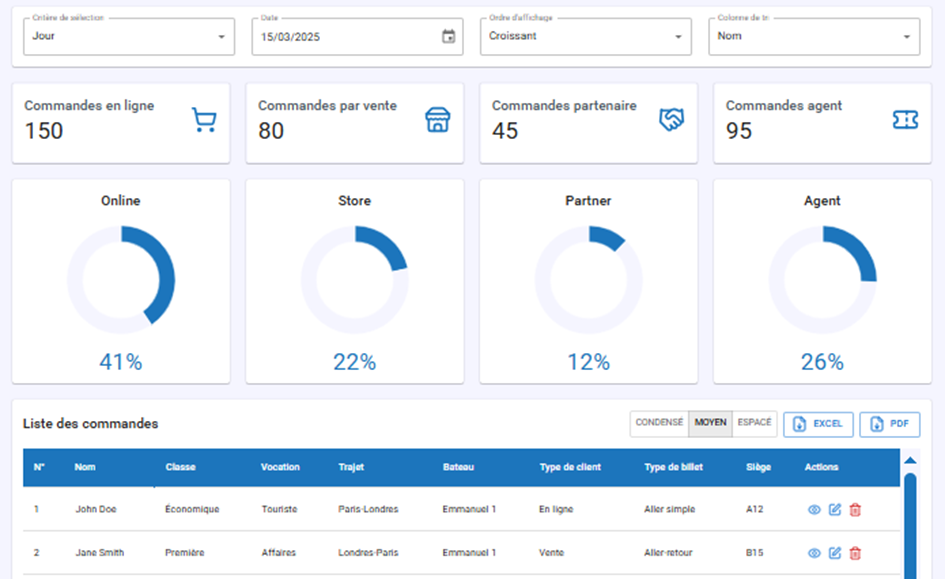 Critère de sélection
Jour
Date
15/03/2025
Ordre d'affichage
Croissant
Colonne de tri
Nom
Commandes en ligne
150
Commandes par vente
80
Commandes partenaire
45
Commandes agent
95
Online
41%
Store
22%
Partner
12%
Agent
26%
Liste des commandes
CONDENSÉ MOYEN ESPACÉ EXCEL PDF
N° Nom Classe Vocation Trajet Bateau Type de client Type de billet Siège Actions
1 John Doe Économique Touriste Paris-Londres Emmanuel 1 En ligne Aller simple A12
2 Jane Smith Première Affaires Londres-Paris Emmanuel 1 Vente Aller-retour B15